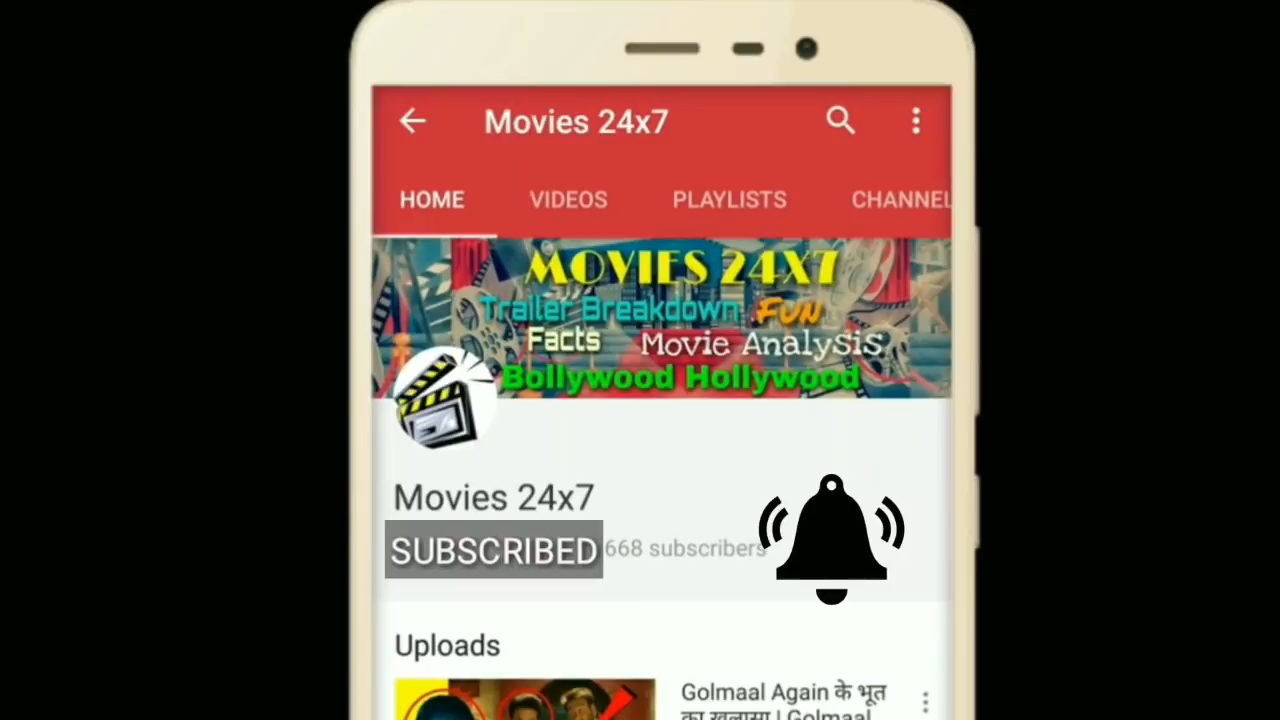 Movies 24x7
HOME VIDEOS PLAYLISTS CHANNEL
MOVIES 24X7
Trailer Breakdown FUN
Facts Movie Analysis
Bollywood Hollywood
Movies 24x7
SUBSCRIBED 668 subscribers
Uploads
Golmaal Again के भूत
का खुलासा | Golmaal